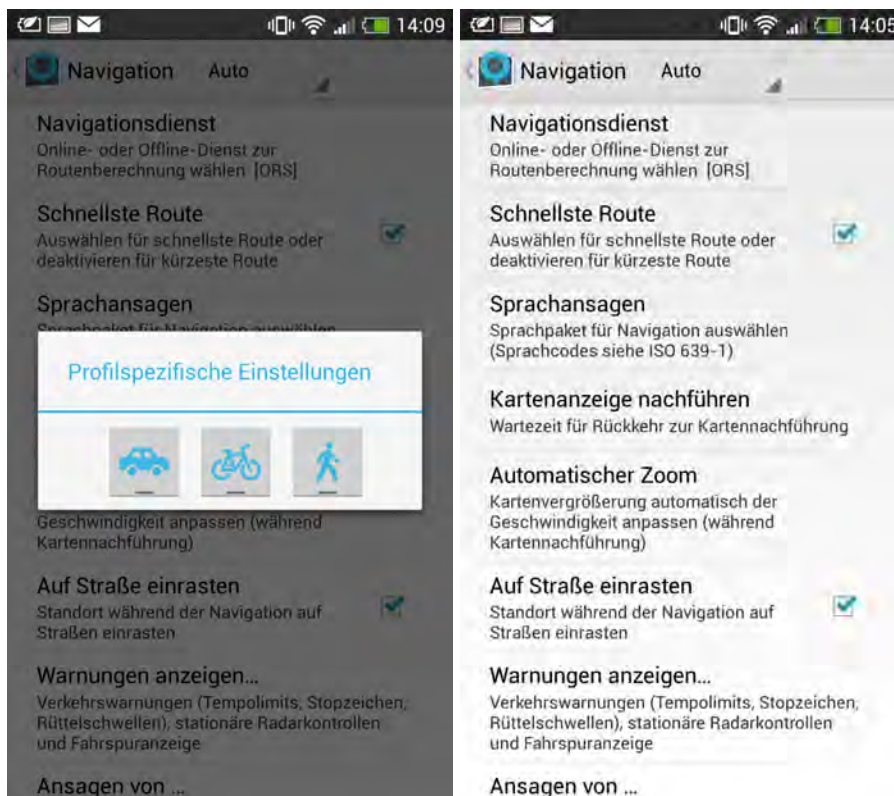 14:09
Navigation Auto
Navigationsdienst
Online- oder Offline-Dienst zur
Routenberechnung wählen [ORS]
Schnellste Route
Auswählen für schnellste Route oder
deaktivieren für kürzeste Route
Sprachansagen
Sprachpaket für Navigation auswählen
Profilspezifische Einstellungen
Geschwindigkeit anpassen (während
Kartennachführung)
Auf Straße einrasten
Standort während der Navigation auf
Straßen einrasten
Warnungen anzeigen...
Verkehrswarnungen (Tempolimits, Stopzeichen,
Rüttelschwellen), stationäre Radarkontrollen
und Fahrspuranzeige
Ansagen von ...
14:05
Navigation Auto
Navigationsdienst
Online- oder Offline-Dienst zur
Routenberechnung wählen [ORS]
Schnellste Route
Auswählen für schnellste Route oder
deaktivieren für kürzeste Route
Sprachansagen
Sprachpaket für Navigation auswählen
(Sprachcodes siehe ISO 639-1)
Kartenanzeige nachführen
Wartezeit für Rückkehr zur Kartennachführung
Automatischer Zoom
Kartenvergrößerung automatisch der
Geschwindigkeit anpassen (während
Kartennachführung)
Auf Straße einrasten
Standort während der Navigation auf
Straßen einrasten
Warnungen anzeigen...
Verkehrswarnungen (Tempolimits, Stopzeichen,
Rüttelschwellen), stationäre Radarkontrollen
und Fahrspuranzeige
Ansagen von ...